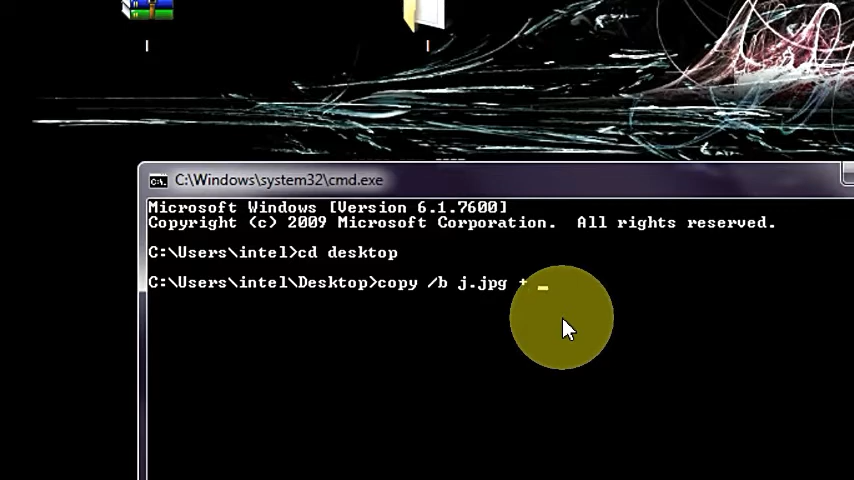 C:\Windows\system32\cmd.exe
Microsoft Windows [Version 6.1.7600]
Copyright (c) 2009 Microsoft Corporation.  All rights reserved.
C:\Users\intel>cd desktop
C:\Users\intel\Desktop>copy /b j.jpg + _